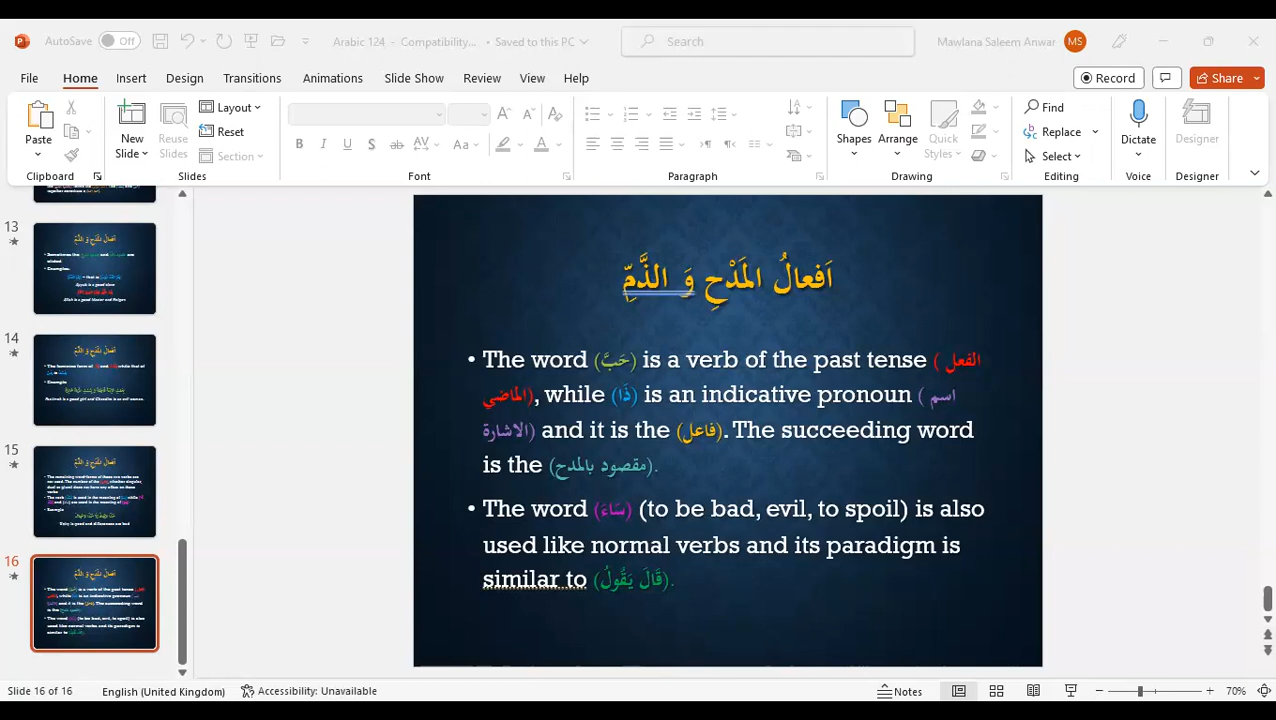 AutoSave Off Arabic 124 - Compatibility... • Saved to this PC Search Mawlana Saleem Anwar MS
File Home Insert Design Transitions Animations Slide Show Review View Help Record Share
Paste New Slide Reuse Slides Layout Reset Section Shapes Arrange Quick Styles Find Replace Select Dictate Designer
Clipboard Slides Font Paragraph Drawing Editing Voice Designer
13
14
15
16
اَفعالُ المَدْحِ وَ الذَّمِّ
• The word (حَبَّ) is a verb of the past tense (الفعل
الماضي), while (ذَا) is an indicative pronoun (اسم
الاشارة) and it is the (فاعل). The succeeding word
is the (مقصود بالمدح).
• The word (سَاءَ) (to be bad, evil, to spoil) is also
used like normal verbs and its paradigm is
similar to (قَالَ يَقُولُ).
Slide 16 of 16 English (United Kingdom) Accessibility: Unavailable Notes 70%